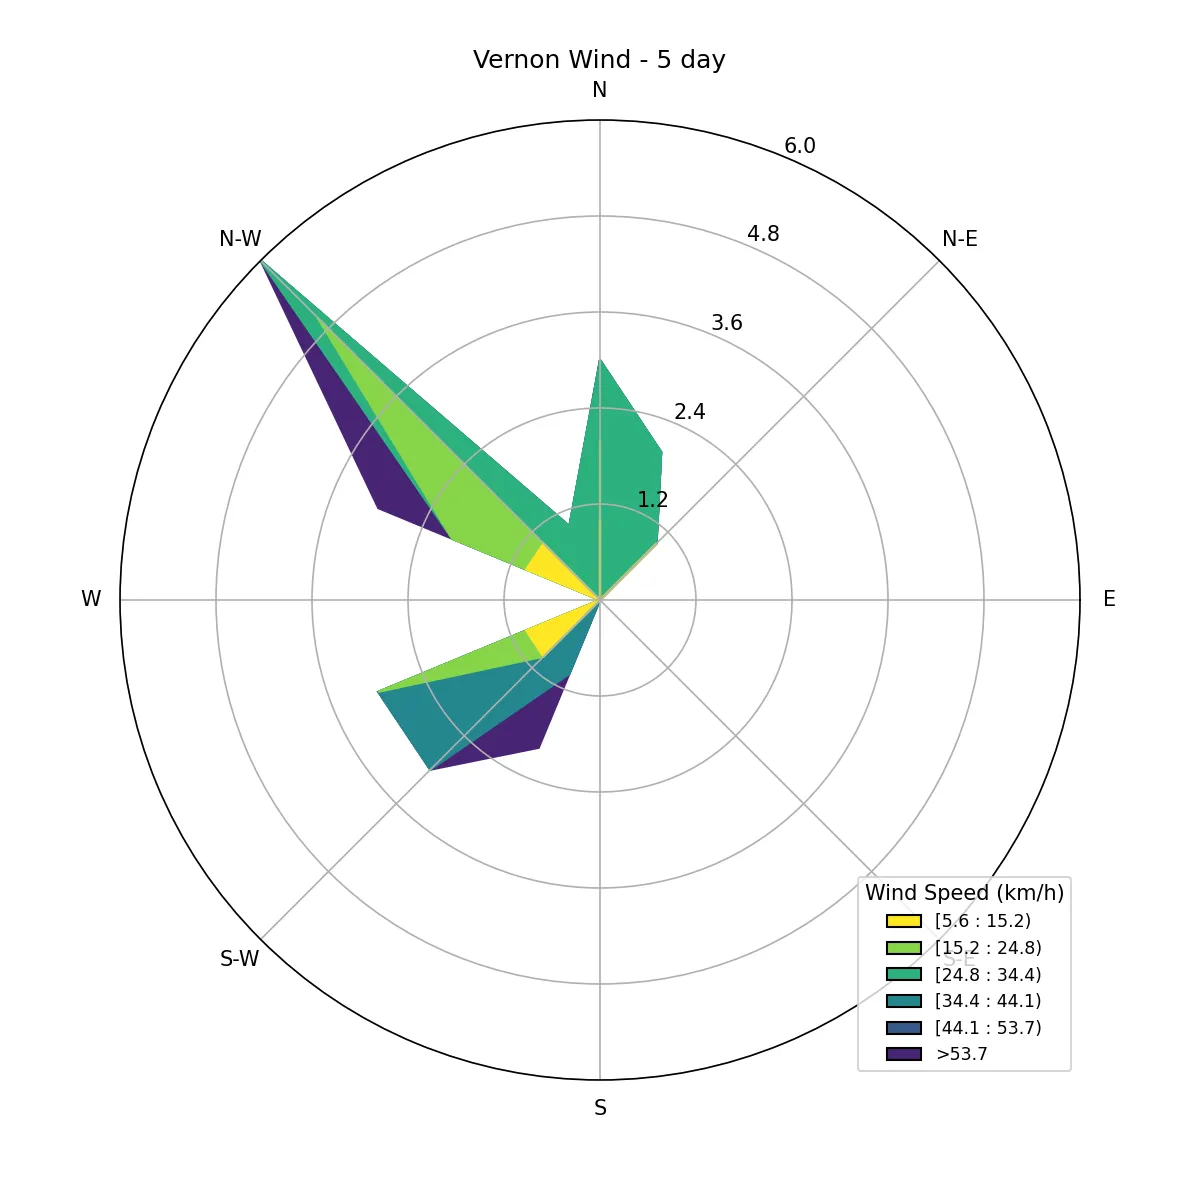 Vernon Wind - 5 day
N
6.0
4.8
N-W
N-E
3.6
2.4
1.2
W
E
S-W
S-E
Wind Speed (km/h)
[5.6 : 15.2)
[15.2 : 24.8)
[24.8 : 34.4)
[34.4 : 44.1)
[44.1 : 53.7)
>53.7
S